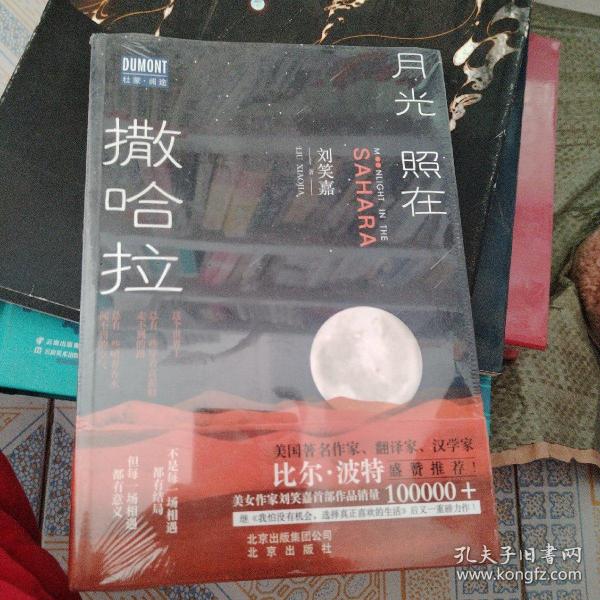 DUMONT
杜蒙·阅途
月光 照在
撒哈拉
MOONLIGHT IN THE
SAHARA
刘笑嘉
著
LIU XIAOJIA
不是每一场相遇
都有结局
但每一场相遇
都有意义
美国著名作家、翻译家、汉学家
比尔·波特 盛赞推荐!
美女作家刘笑嘉首部作品销量 100000+
继《我怕没有机会,选择真正喜欢的生活》后又一重磅力作!
北京出版集团公司
北京出版社
孔夫子旧书网
www.kongfz.com